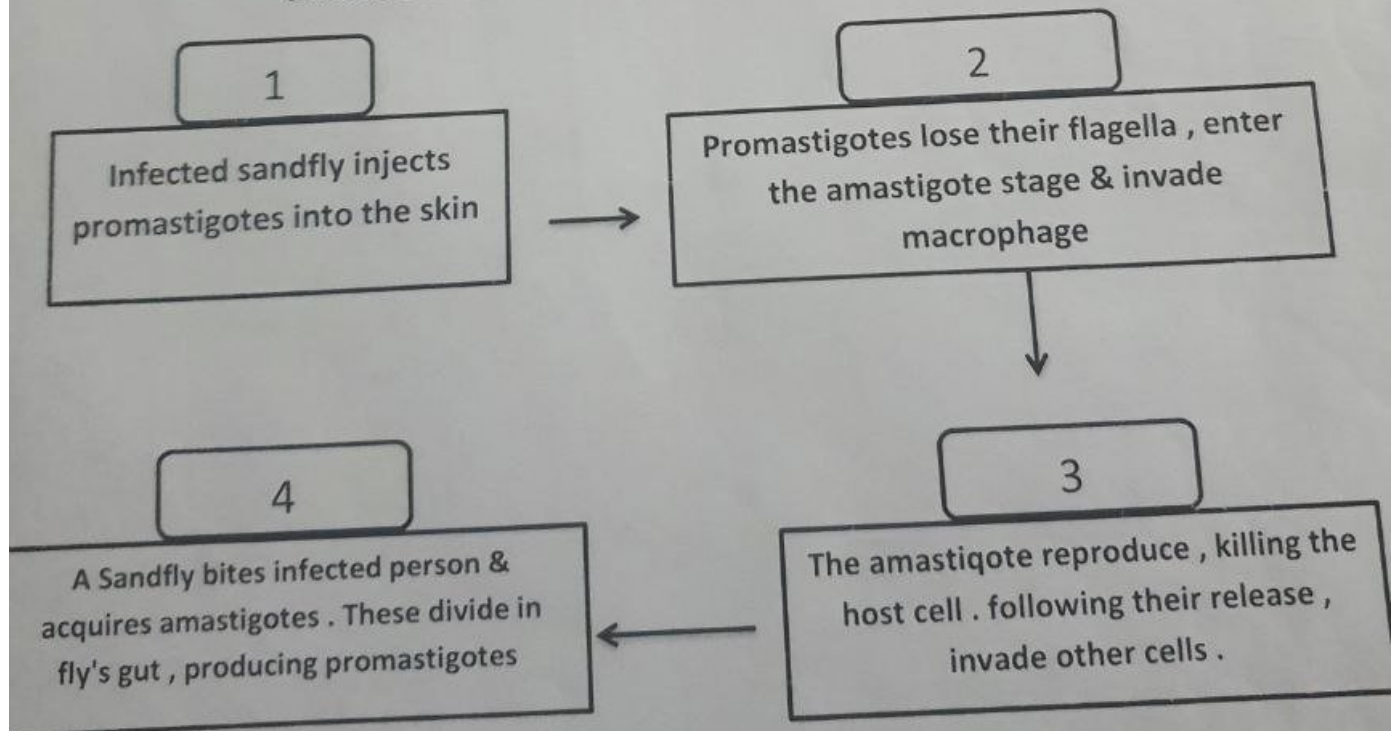 1
Infected sandfly injects
promastigotes into the skin
2
Promastigotes lose their flagella , enter
the amastigote stage & invade
macrophage
3
The amastiqote reproduce , killing the
host cell . following their release ,
invade other cells .
4
A Sandfly bites infected person &
acquires amastigotes . These divide in
fly's gut , producing promastigotes